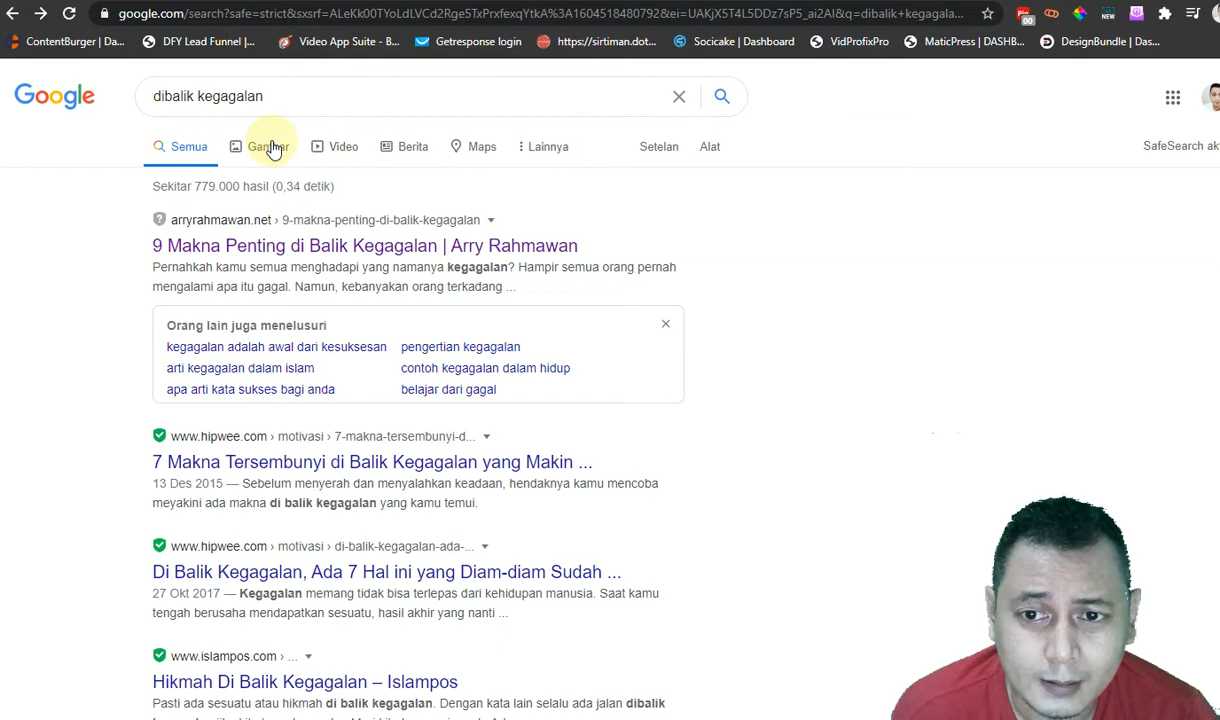 google.com/search?safe=strict&sxsrf=ALeKk00TYoLdLVCd2Rge5TxPrxfexqYtkA%3A1604518480792&ei=UAKjX5T4L5DDz7sP5_ai2AI&q=dibalik+kegagala...
00
NEW
ContentBurger | Da...
DFY Lead Funnel |...
Video App Suite - B...
Getresponse login
https://sirtiman.dot...
Socicake | Dashboard
VidProfixPro
MaticPress | DASHB...
DesignBundle | Das...
Google
dibalik kegagalan
Semua
Gambar
Video
Berita
Maps
Lainnya
Setelan
Alat
SafeSearch ak
Sekitar 779.000 hasil (0,34 detik)
arryrahmawan.net › 9-makna-penting-di-balik-kegagalan
9 Makna Penting di Balik Kegagalan | Arry Rahmawan
Pernahkah kamu semua menghadapi yang namanya kegagalan? Hampir semua orang pernah
mengalami apa itu gagal. Namun, kebanyakan orang terkadang ...
Orang lain juga menelusuri
kegagalan adalah awal dari kesuksesan
pengertian kegagalan
arti kegagalan dalam islam
contoh kegagalan dalam hidup
apa arti kata sukses bagi anda
belajar dari gagal
www.hipwee.com › motivasi › 7-makna-tersembunyi-d...
7 Makna Tersembunyi di Balik Kegagalan yang Makin ...
13 Des 2015 — Sebelum menyerah dan menyalahkan keadaan, hendaknya kamu mencoba
meyakini ada makna di balik kegagalan yang kamu temui.
www.hipwee.com › motivasi › di-balik-kegagalan-ada-...
Di Balik Kegagalan, Ada 7 Hal ini yang Diam-diam Sudah ...
27 Okt 2017 — Kegagalan memang tidak bisa terlepas dari kehidupan manusia. Saat kamu
tengah berusaha mendapatkan sesuatu, hasil akhir yang nanti ...
www.islampos.com › ...
Hikmah Di Balik Kegagalan – Islampos
Pasti ada sesuatu atau hikmah di balik kegagalan. Dengan kata lain selalu ada jalan dibalik